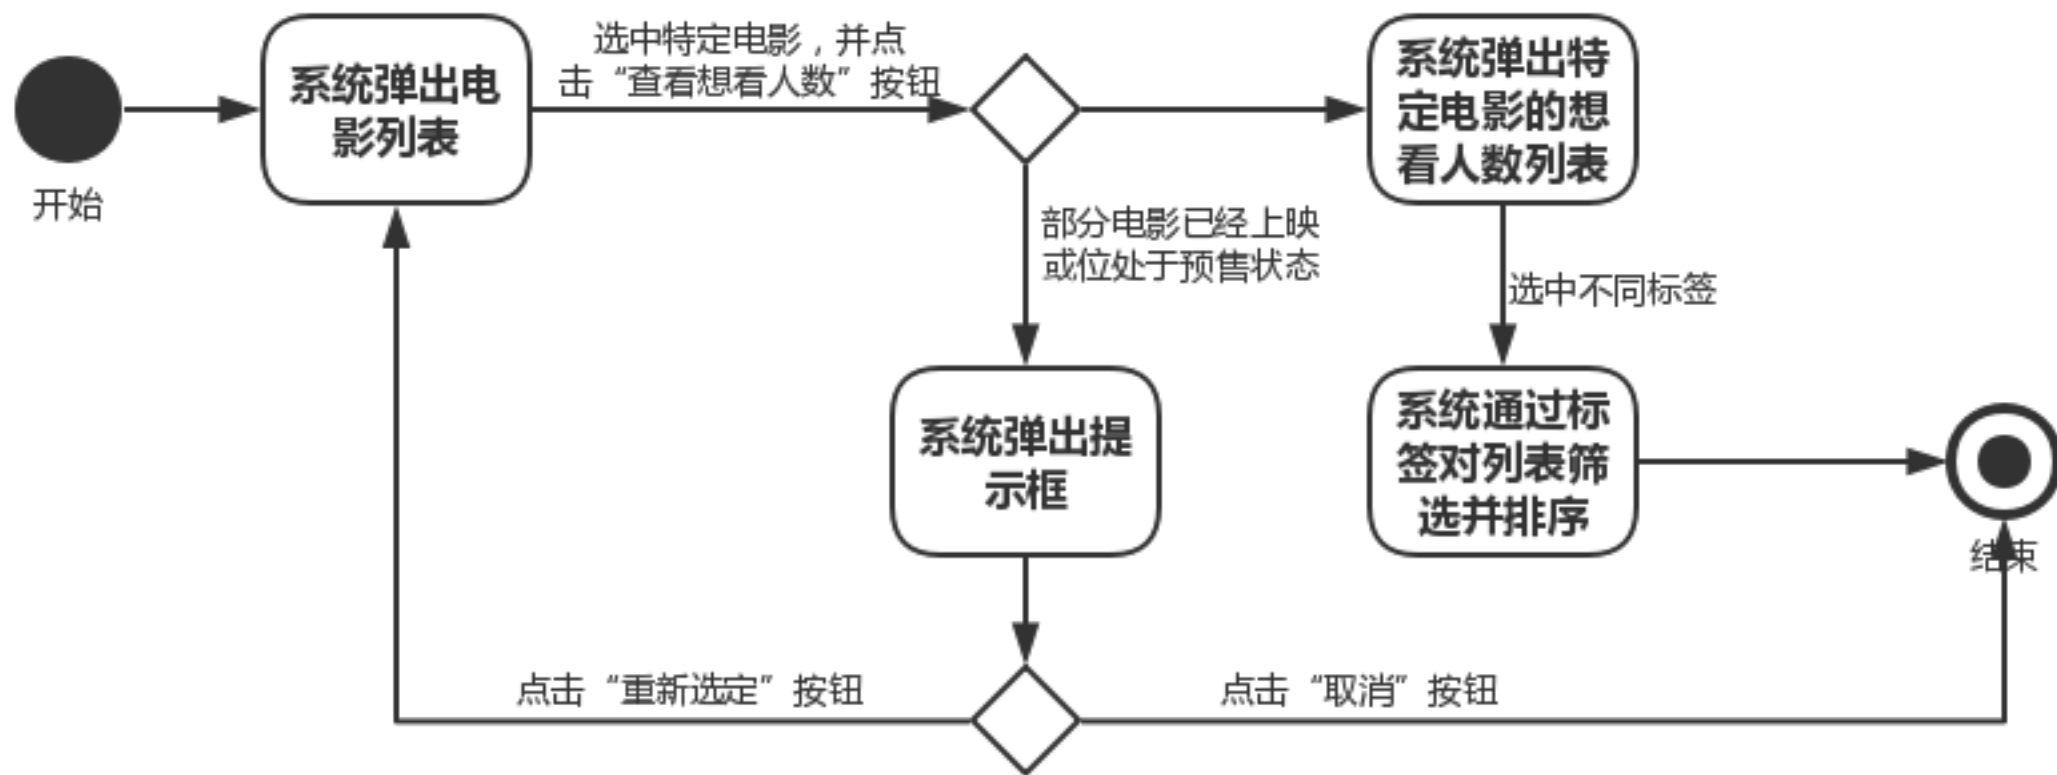 开始
系统弹出电
影列表
选中特定电影，并点
击“查看想看人数”按钮
系统弹出特
定电影的想
看人数列表
部分电影已经上映
或位处于预售状态
选中不同标签
系统弹出提
示框
系统通过标
签对列表筛
选并排序
结束
点击“重新选定”按钮
点击“取消”按钮